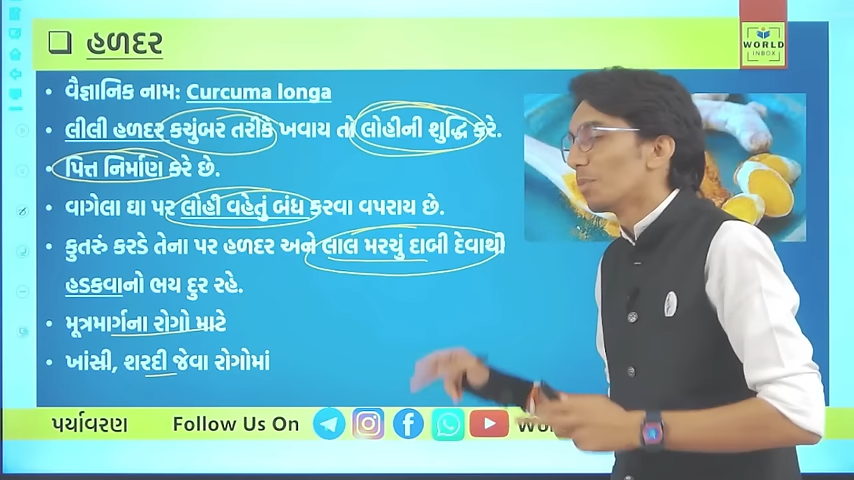 ❑ હળદર
WORLD
INBOX
• વૈજ્ઞાનિક નામ: Curcuma longa
• લીલી હળદર કચુંબર તરીકે ખવાય તો લોહીની શુદ્ધિ કરે.
• પિત્ત નિર્માણ કરે છે.
• વાગેલા ઘા પર લોહી વહેતું બંધ કરવા વપરાય છે.
• કુતરું કરડે તેના પર હળદર અને લાલ મરચું દાબી દેવાથી
હડકવાનો ભય દુર રહે.
• મૂત્રમાર્ગના રોગો માટે
• ખાંસી, શરદી જેવા રોગોમાં
પર્યાવરણ Follow Us On